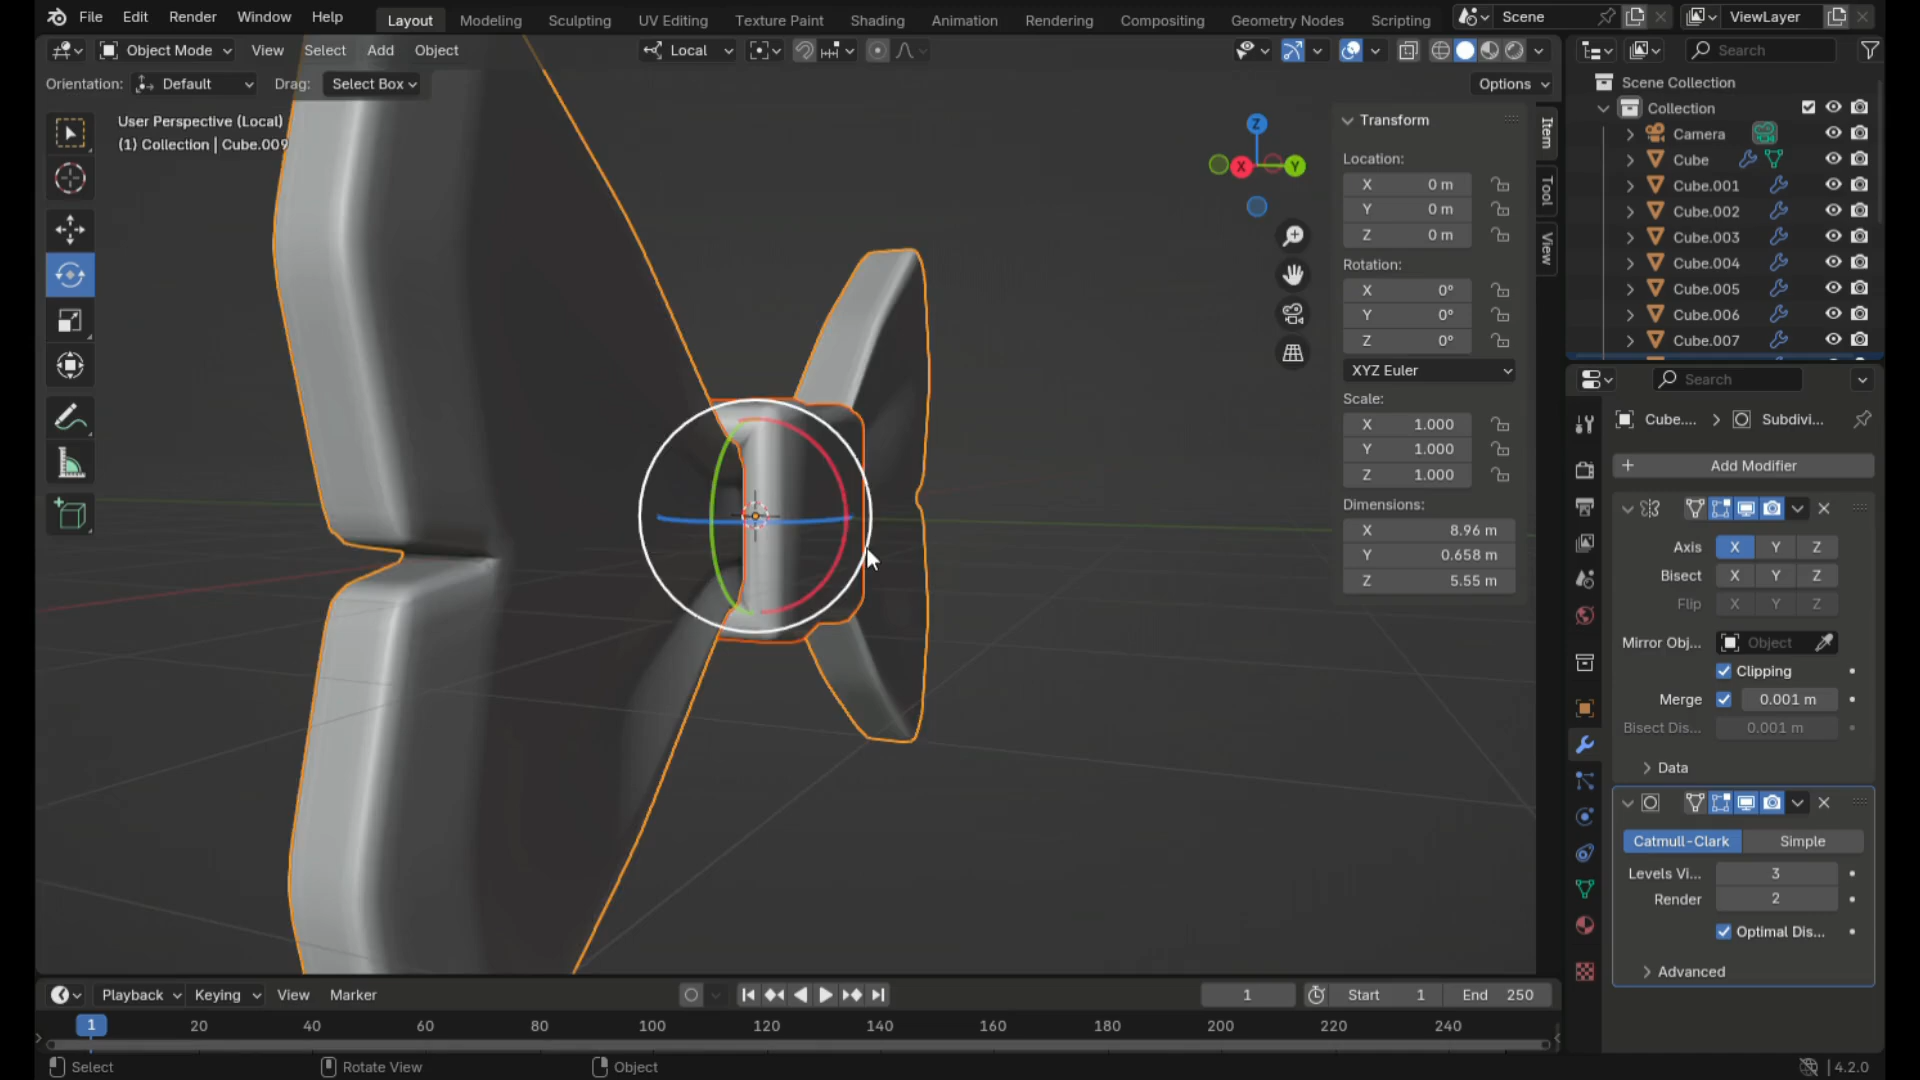 File Edit Render Window Help Layout Modeling Sculpting UV Editing Texture Paint Shading Animation Rendering Compositing Geometry Nodes Scripting Scene ViewLayer
Object Mode View Select Add Object Local Search
Orientation: Default Drag: Select Box Options
User Perspective (Local)
(1) Collection | Cube.009
Z
X
Y
Transform
Location:
X 0 m
Y 0 m
Z 0 m
Rotation:
X 0°
Y 0°
Z 0°
XYZ Euler
Scale:
X 1.000
Y 1.000
Z 1.000
Dimensions:
X 8.96 m
Y 0.658 m
Z 5.55 m
Item
Tool
View
Scene Collection
Collection
Camera
Cube
Cube.001
Cube.002
Cube.003
Cube.004
Cube.005
Cube.006
Cube.007
Search
Cube.... Subdivi...
Add Modifier
Axis X Y Z
Bisect X Y Z
Flip X Y Z
Mirror Obj... Object
Clipping
Merge 0.001 m
Bisect Dis... 0.001 m
Data
Catmull-Clark Simple
Levels Vi... 3
Render 2
Optimal Dis...
Advanced
Playback Keying View Marker 1 Start 1 End 250
1 20 40 60 80 100 120 140 160 180 200 220 240
Select Rotate View Object 4.2.0